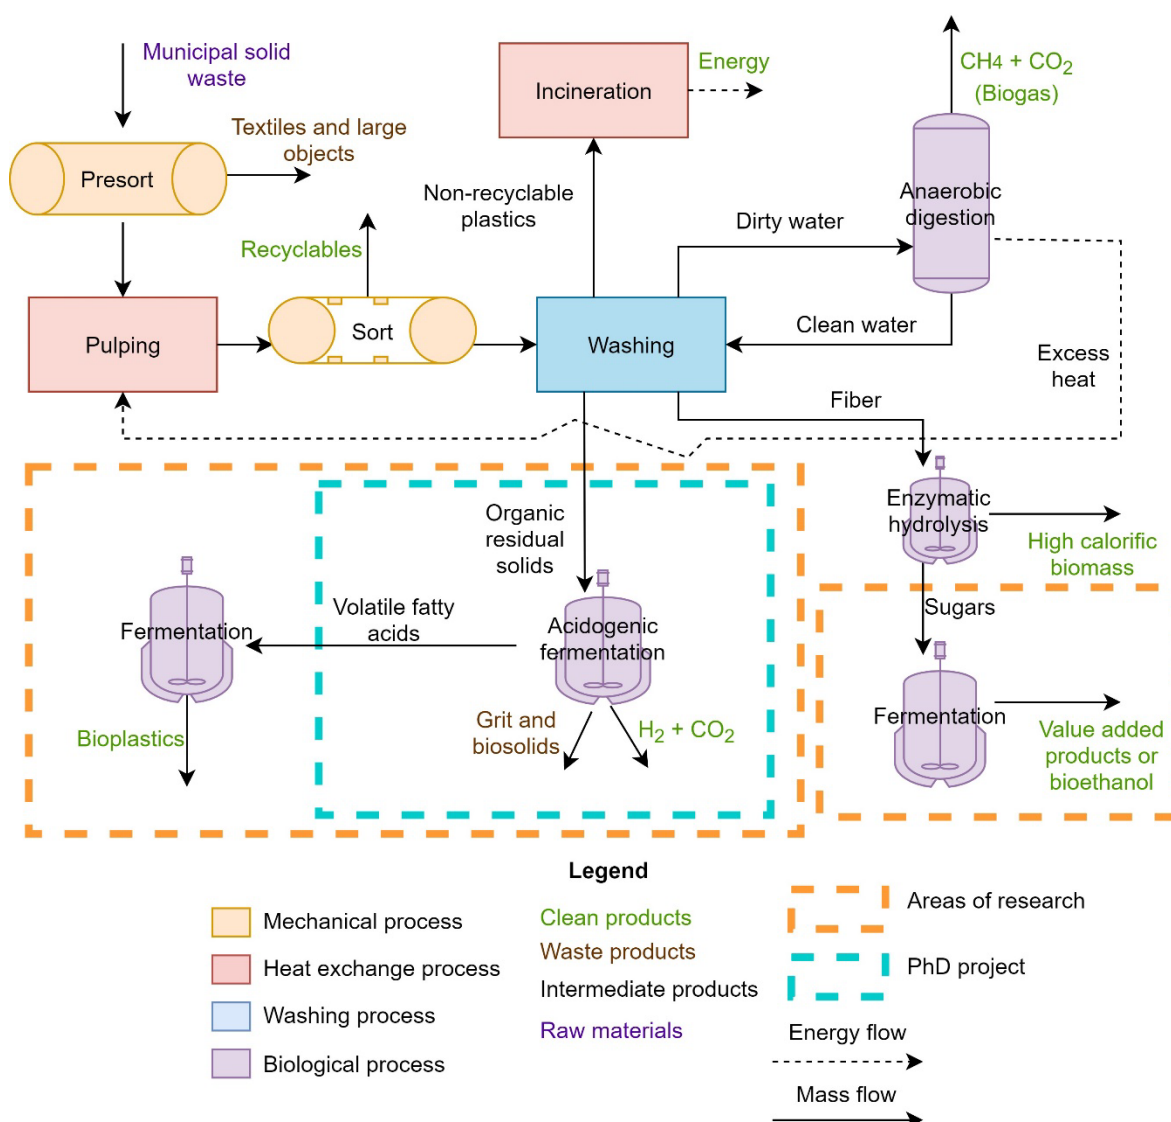 Municipal solid
waste
Textiles and large
objects
Presort
Recyclables
Pulping
Sort
Incineration
Energy
Non-recyclable
plastics
Washing
Dirty water
Clean water
CH4 + CO2
(Biogas)
Anaerobic
digestion
Excess
heat
Fiber
Enzymatic
hydrolysis
High calorific
biomass
Sugars
Fermentation
Value added
products or
bioethanol
Organic
residual
solids
Acidogenic
fermentation
Volatile fatty
acids
Fermentation
Bioplastics
Grit and
biosolids
H2 + CO2
Legend
Mechanical process
Heat exchange process
Washing process
Biological process
Clean products
Waste products
Intermediate products
Raw materials
Areas of research
PhD project
Energy flow
Mass flow